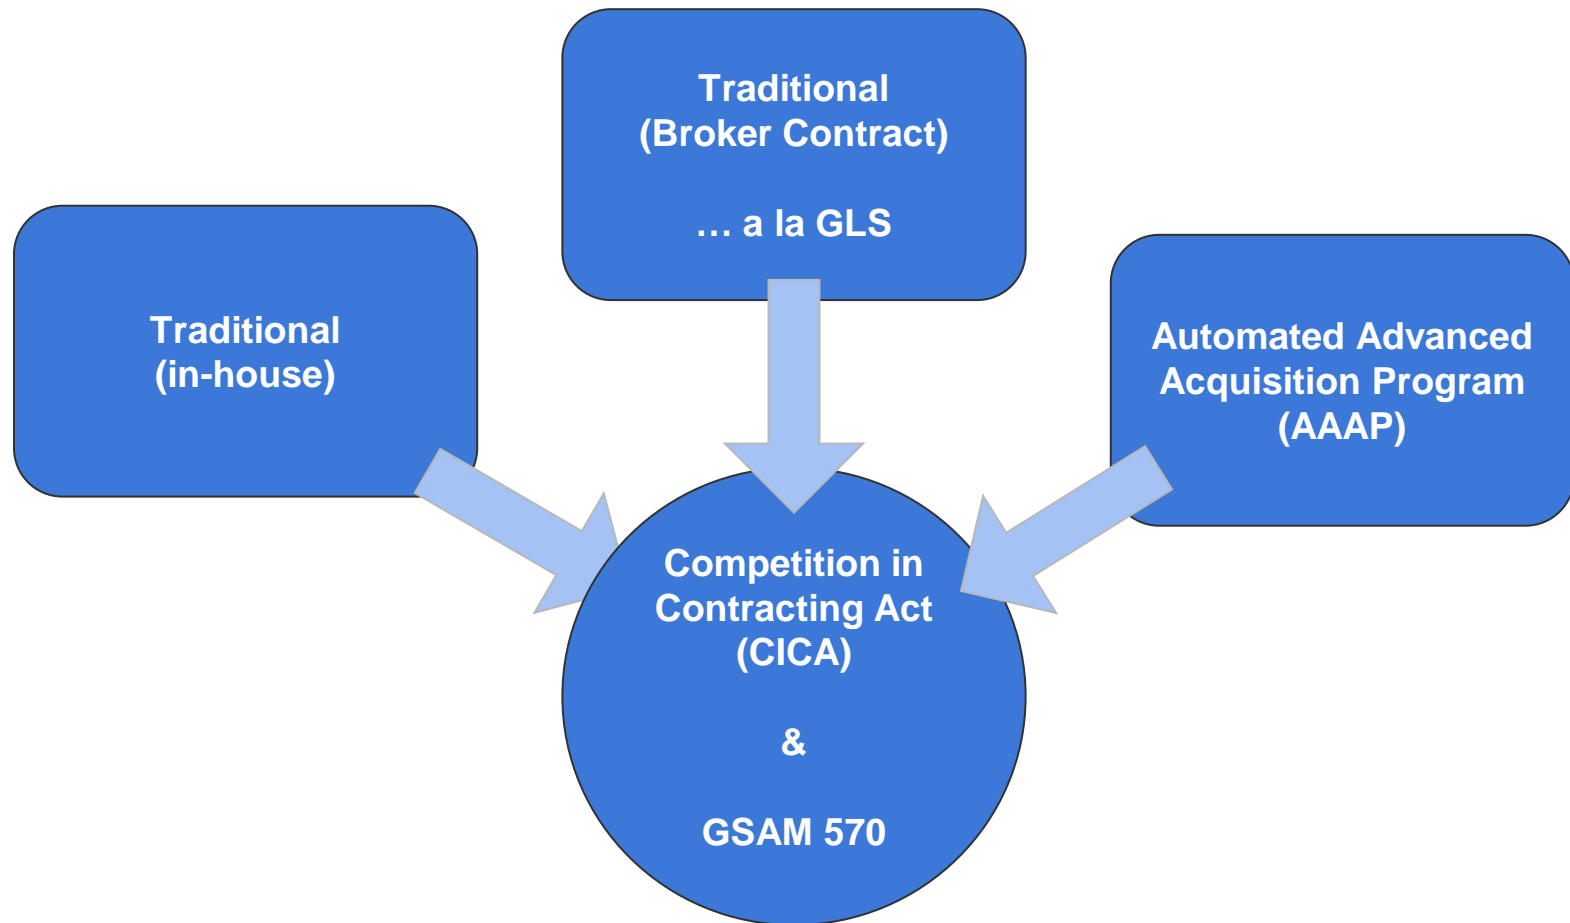 Traditional
(Broker Contract)
… a la GLS
Traditional
(in-house)
Automated Advanced
Acquisition Program
(AAAP)
Competition in
Contracting Act
(CICA)
&
GSAM 570